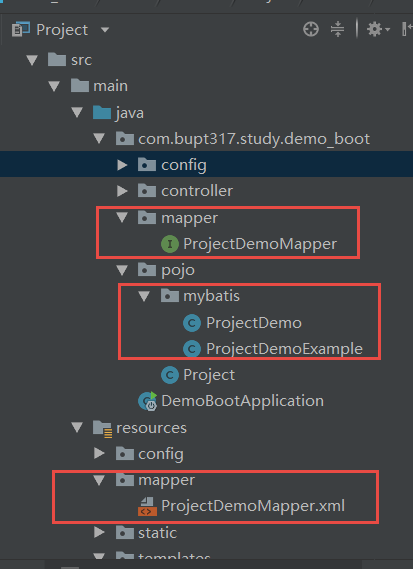 Project
src
main
java
com.bupt317.study.demo_boot
config
controller
mapper
I ProjectDemoMapper
pojo
mybatis
C ProjectDemo
C ProjectDemoExample
C Project
DemoBootApplication
resources
config
mapper
ProjectDemoMapper.xml
static
templates